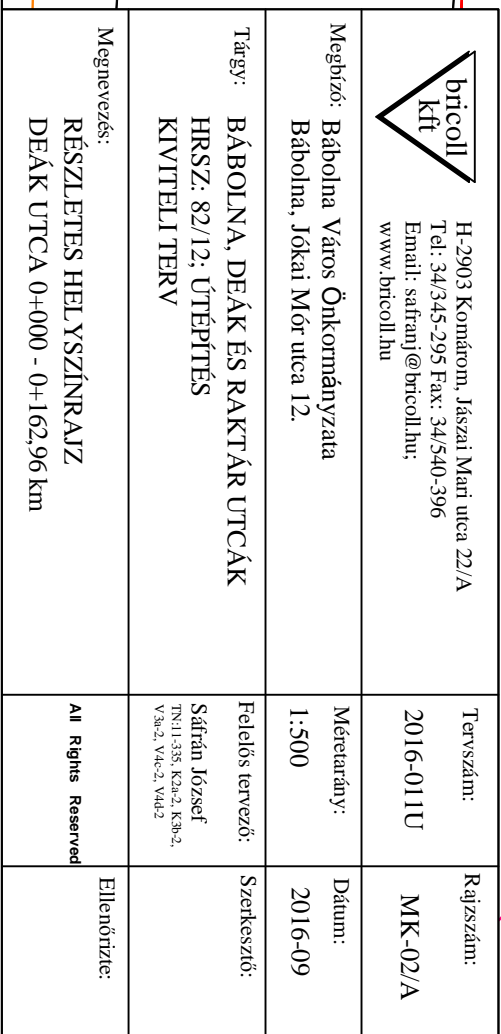 bricoll
kft
H-2903 Komárom, Jászai Mari utca 22/A
Tel: 34/345-295 Fax: 34/540-396
Email: safranj@bricoll.hu;
www.bricoll.hu
Tervszám:
2016-011U
Rajzszám:
MK-02/A
Megbízó: Bábolna Város Önkormányzata
Bábolna, Jókai Mór utca 12.
Méretarány:
1:500
Dátum:
2016-09
Tárgy: BÁBOLNA, DEÁK ÉS RAKTÁR UTCÁK
HRSZ: 82/12; ÚTÉPÍTÉS
KIVITELI TERV
Felelős tervező:
Sáfrán József
TN:11-335, K2a-2, K3b-2,
V3a-2, V4c-2, V4d-2
Szerkesztő:
Megnevezés:
RÉSZLETES HELYSZÍNRAJZ
DEÁK UTCA 0+000 - 0+162,96 km
All Rights Reserved
Ellenőrizte: